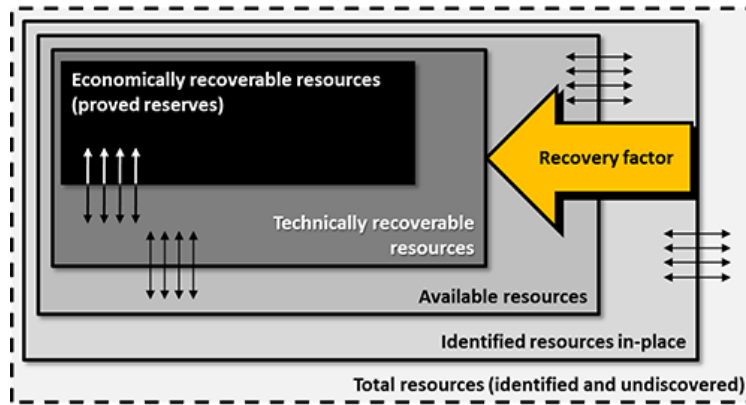 Economically recoverable resources
(proved reserves)
Recovery factor
Technically recoverable
resources
Available resources
Identified resources in-place
Total resources (identified and undiscovered)